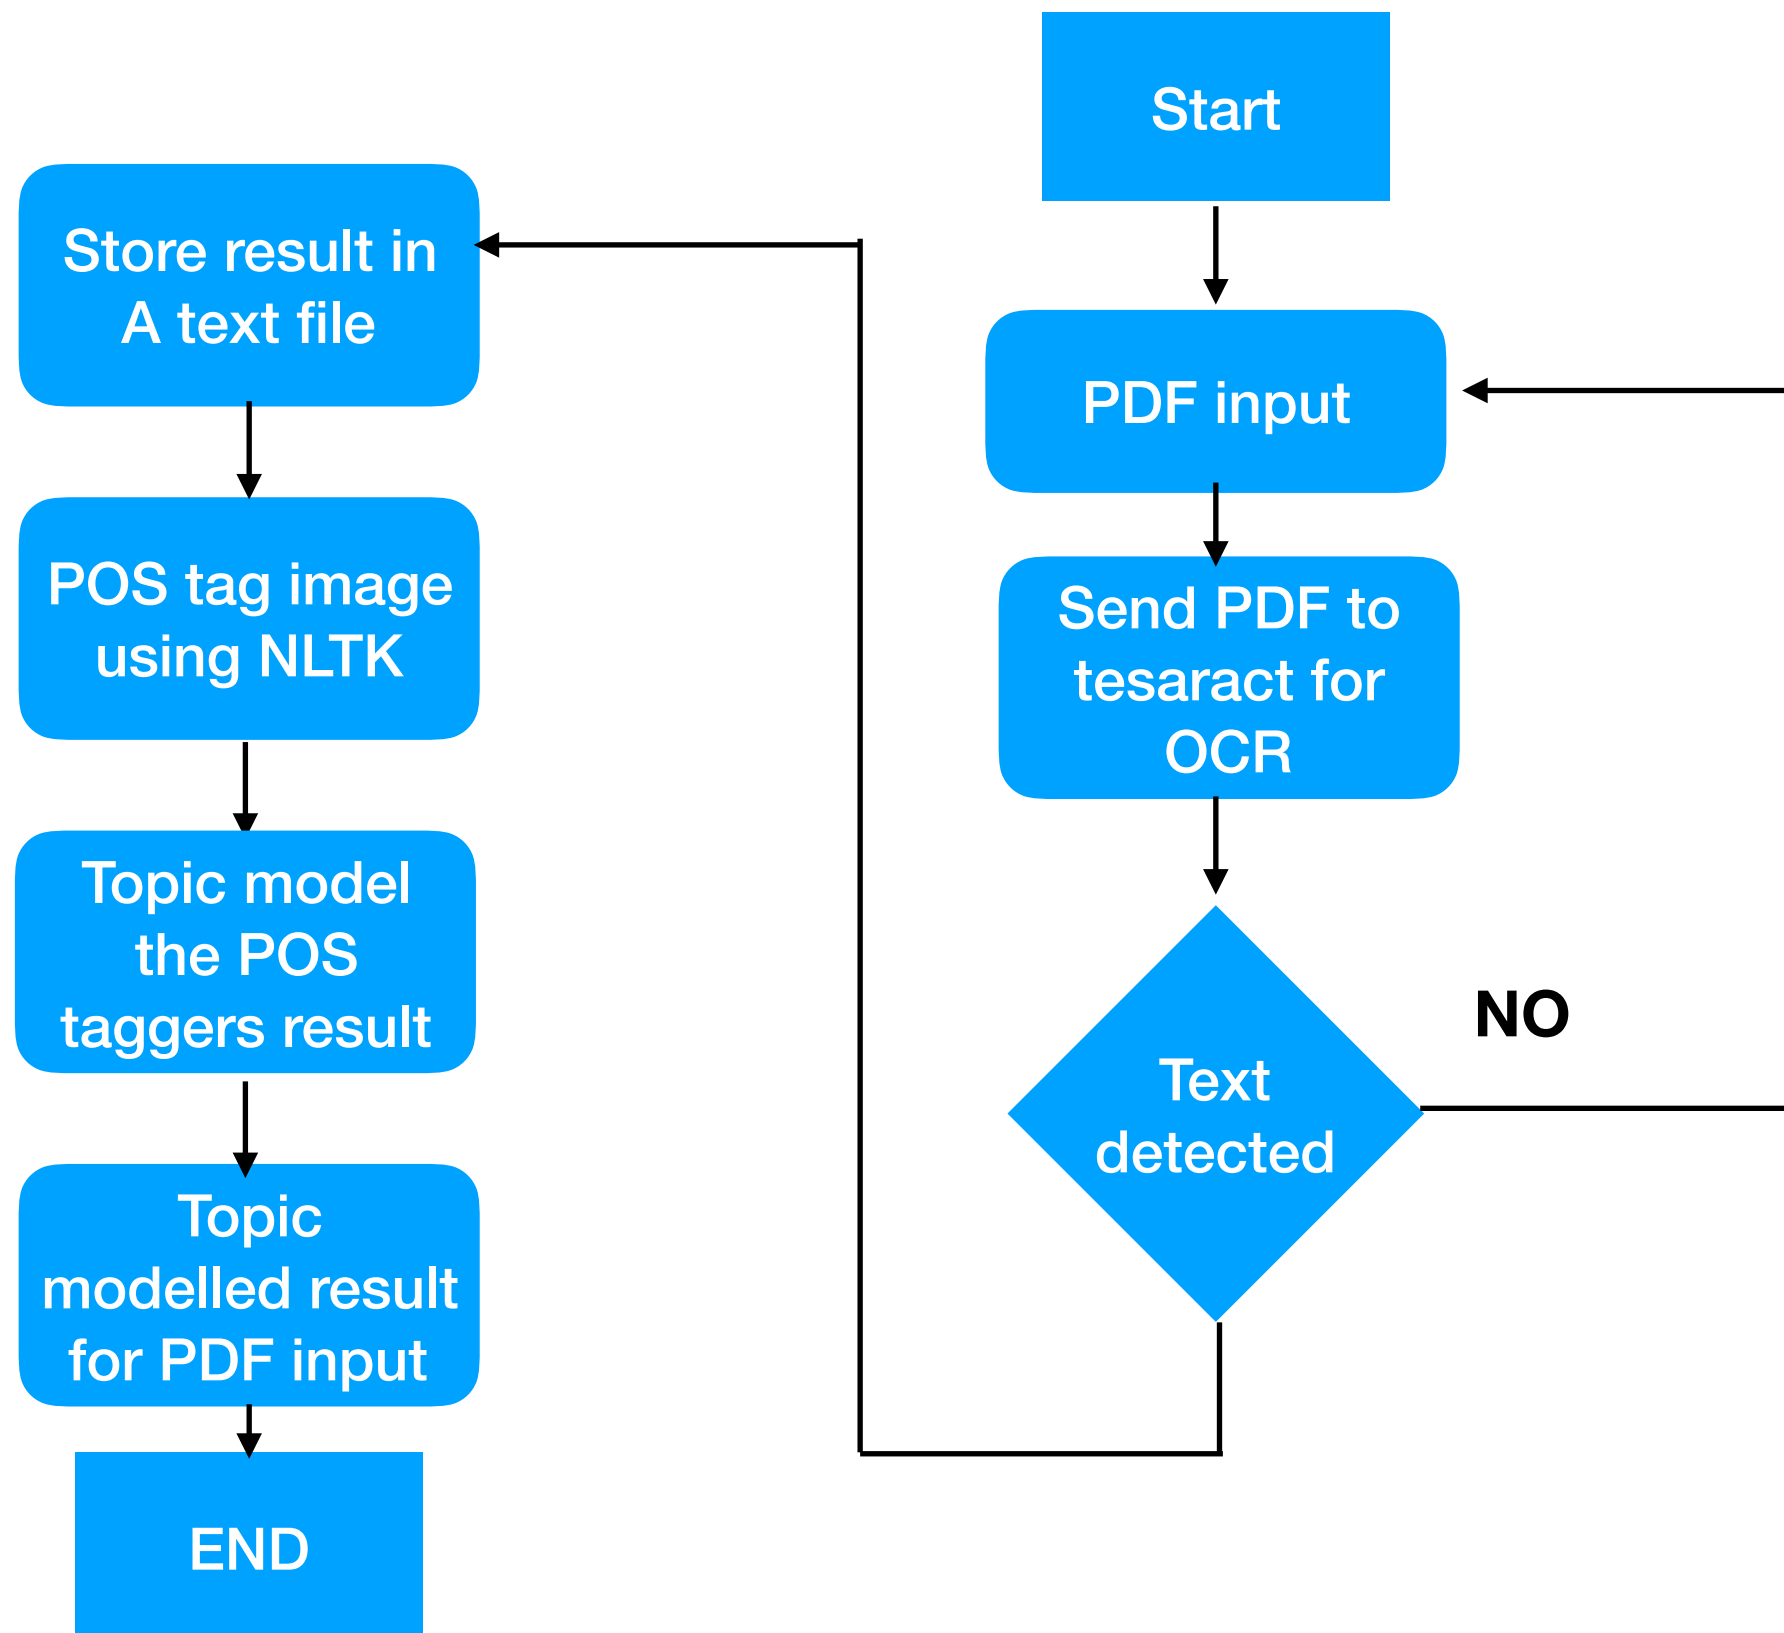 Start
PDF input
Send PDF to
tesaract for
OCR
Text
detected
NO
Store result in
A text file
POS tag image
using NLTK
Topic model
the POS
taggers result
Topic
modelled result
for PDF input
END